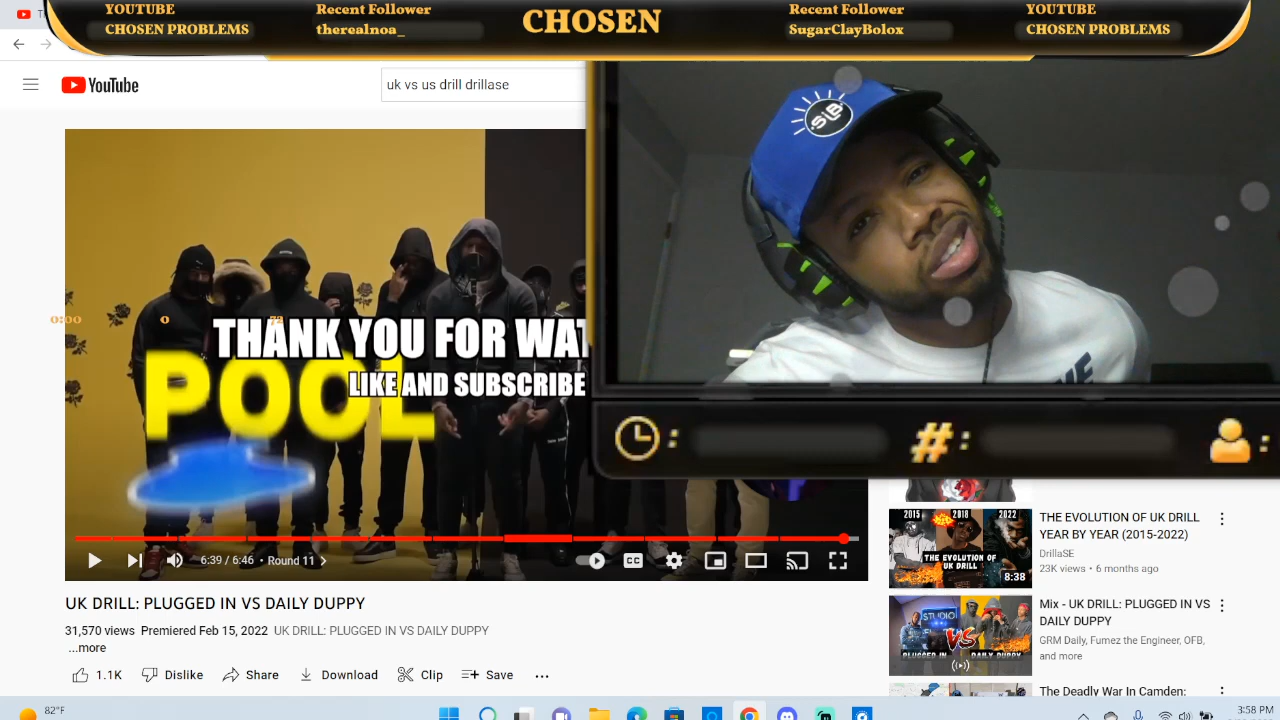 YOUTUBE
CHOSEN PROBLEMS
Recent Follower
therealnoa_
CHOSEN
Recent Follower
SugarClayBolox
YOUTUBE
CHOSEN PROBLEMS
YouTube
uk vs us drill drillase
SLB
0:00
0
THANK YOU FOR WAT
LIKE AND SUBSCRIBE
POOL
:
# :
:
6:39 / 6:46 • Round 11
CC
UK DRILL: PLUGGED IN VS DAILY DUPPY
31,570 views Premiered Feb 15, 2022 UK DRILL: PLUGGED IN VS DAILY DUPPY
...more
1.1K
Dislike
Share
Download
Clip
Save
2015
2018
2022
THE EVOLUTION OF
UK DRILL
8:38
THE EVOLUTION OF UK DRILL
YEAR BY YEAR (2015-2022)
DrillaSE
23K views • 6 months ago
STUDIO
VS
PLUGGED IN
DAILY DUPPY
Mix - UK DRILL: PLUGGED IN VS
DAILY DUPPY
GRM Daily, Fumez the Engineer, OFB,
and more
The Deadly War In Camden:
82°F
3:58 PM